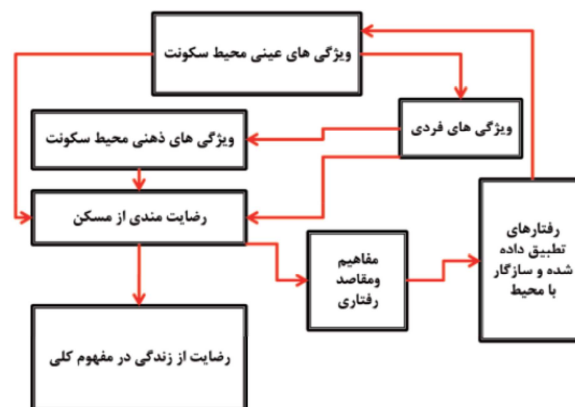 ویژگی های عینی محیط سکونت
ویژگی های فردی
ویژگی های ذهنی محیط سکونت
رضایت مندی از مسکن
رفتارهای
تطبیق داده
شده و سازگار
با محیط
مفاهیم
ومقاصد
رفتاری
رضایت از زندگی در مفهوم کلی